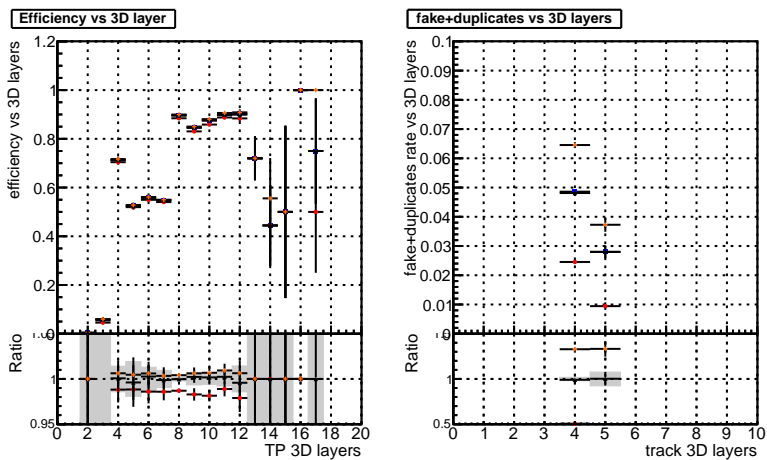 Efficiency vs 3D layer
fake+duplicates vs 3D layers
efficiency vs 3D layers
1.2
1
0.8
0.6
0.4
0.2
Ratio
1
0.95
0 2 4 6 8 10 12 14 16 18 20
TP 3D layers
fake+duplicates rate vs 3D layers
0.1
0.09
0.08
0.07
0.06
0.05
0.04
0.03
0.02
0.01
Ratio
1
0.5
0 1 2 3 4 5 6 7 8 9 10
track 3D layers